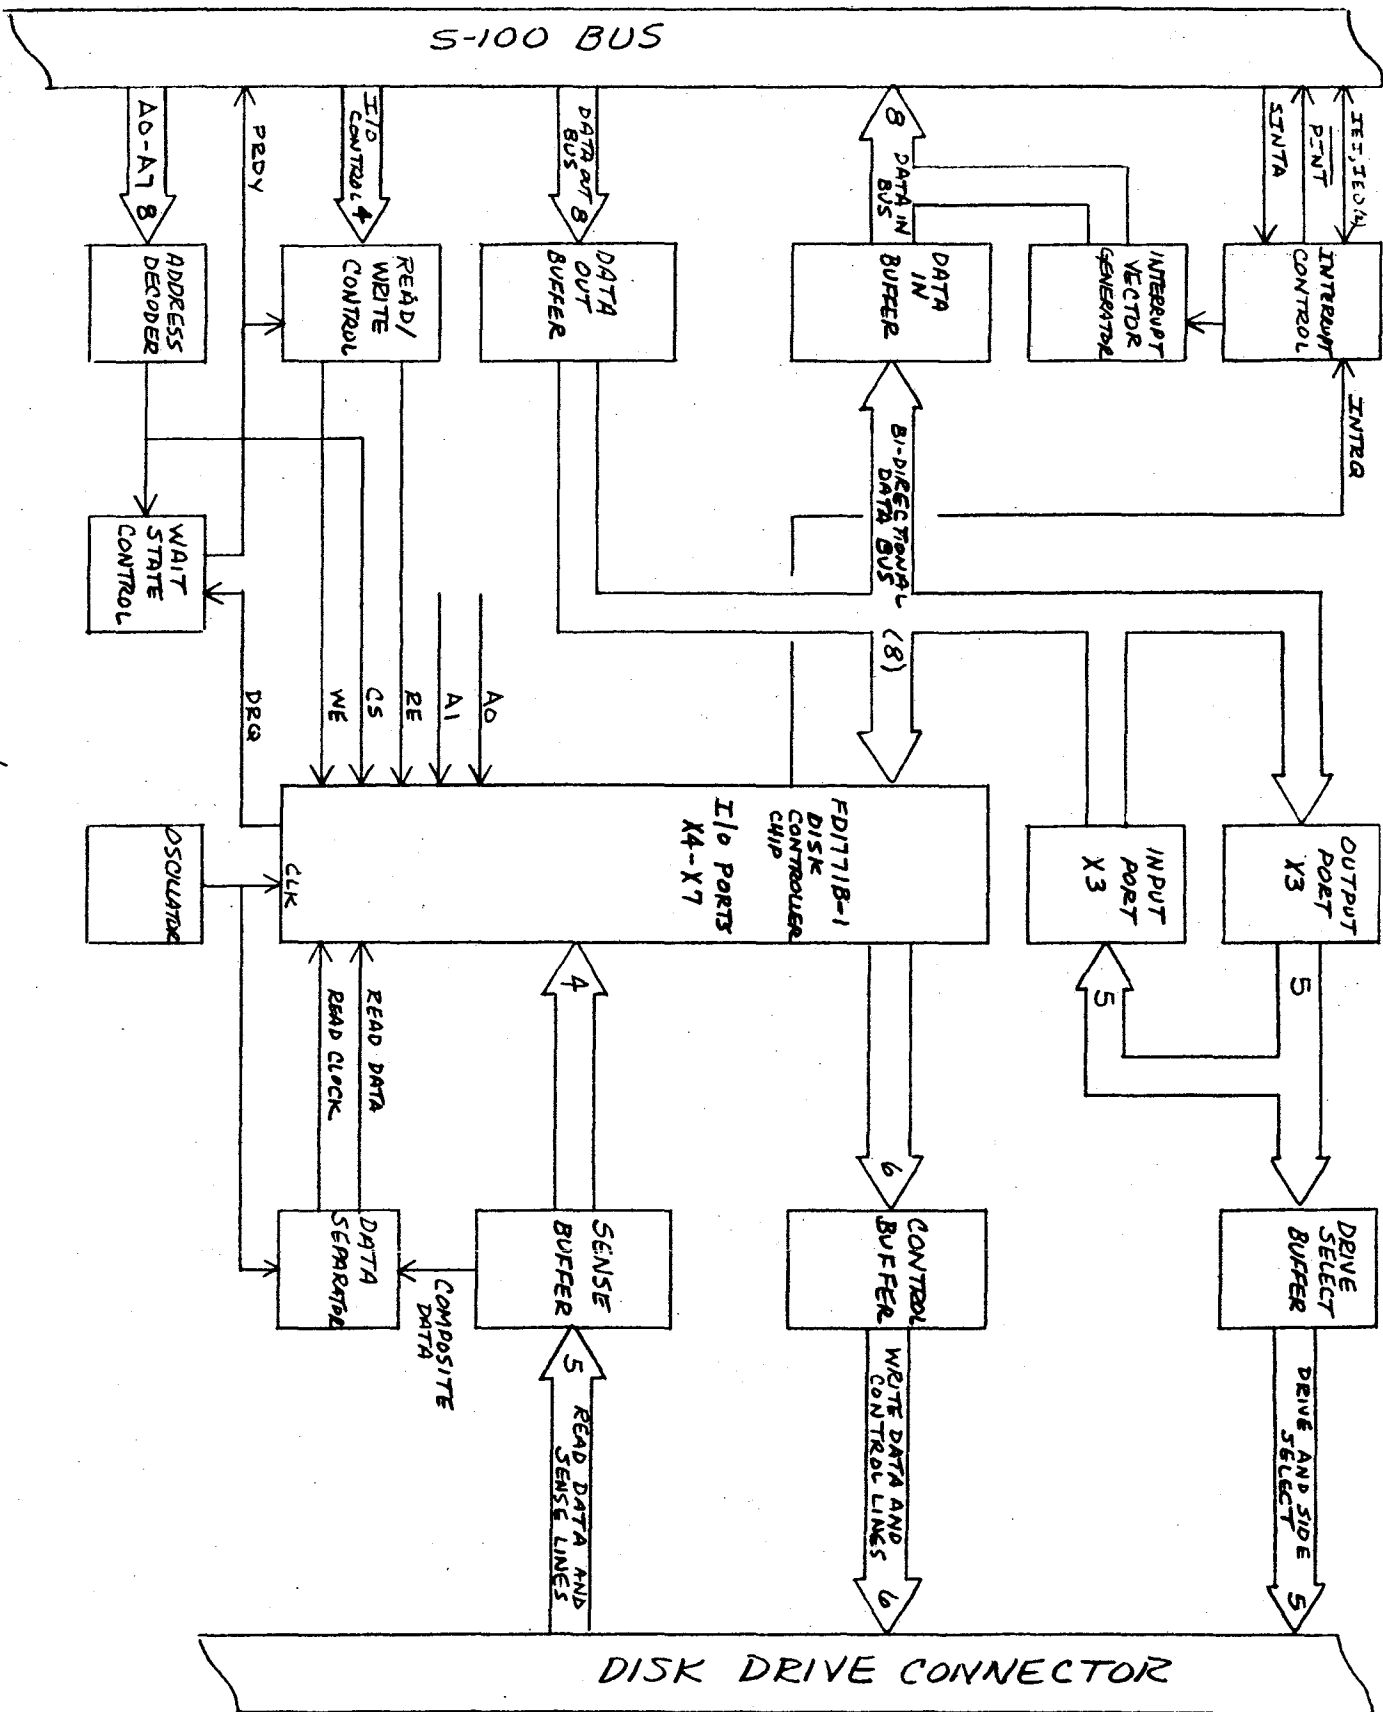 S-100 BUS
A0-A7
8
PRDY
I/O
CONTROL
4
DATA OUT
BUS
8
8
DATA IN
BUS
SINTA
PINT
IEI, IEO(2)
ADDRESS
DECODER
READ/
WRITE
CONTROL
DATA
OUT
BUFFER
DATA
IN
BUFFER
INTERRUPT
VECTOR
GENERATOR
INTERRUPT
CONTROL
INTRQ
WAIT
STATE
CONTROL
BI-DIRECTIONAL
DATA BUS
(8)
DRQ
WE
CS
RE
A1
A0
OSCILLATOR
CLK
FD1771B-1
DISK
CONTROLLER
CHIP
I/O PORTS
X4-X7
INPUT
PORT
X3
OUTPUT
PORT
X3
READ CLOCK
READ DATA
4
6
5
5
DATA
SEPARATOR
COMPOSITE
DATA
SENSE
BUFFER
CONTROL
BUFFER
DRIVE
SELECT
BUFFER
5
READ DATA AND
SENSE LINES
WRITE DATA AND
CONTROL LINES
6
DRIVE AND SIDE
SELECT
5
DISK DRIVE CONNECTOR